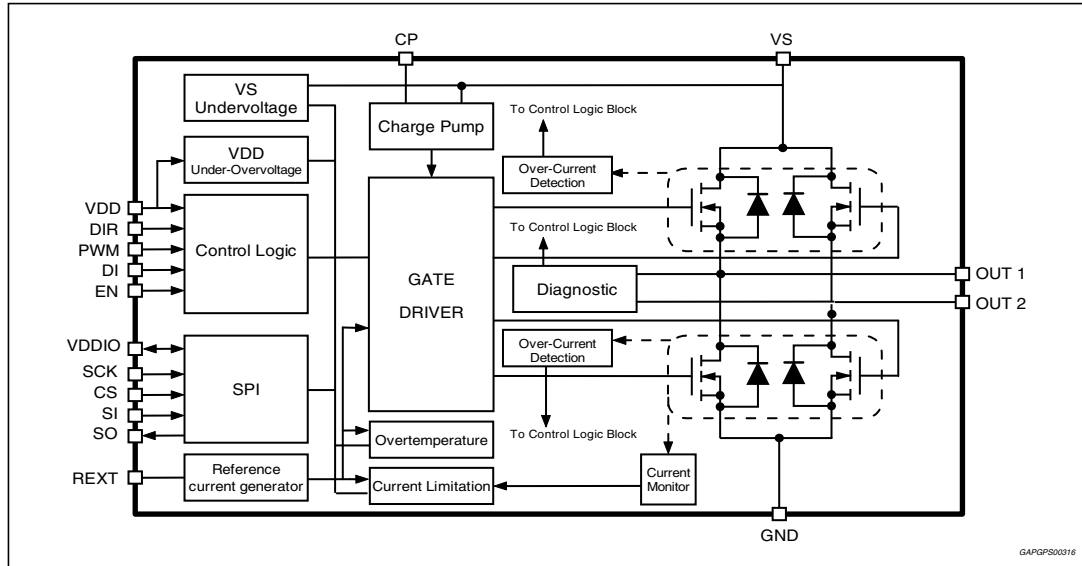 CP
VS
VS
Undervoltage
Charge Pump
To Control Logic Block
VDD
Under-Overvoltage
Over-Current
Detection
VDD
DIR
PWM
DI
EN
Control Logic
GATE
DRIVER
To Control Logic Block
Diagnostic
OUT 1
OUT 2
VDDIO
SCK
CS
SI
SO
SPI
Over-Current
Detection
To Control Logic Block
Overtemperature
REXT
Reference
current generator
Current Limitation
Current
Monitor
GND
GAPGPS00316